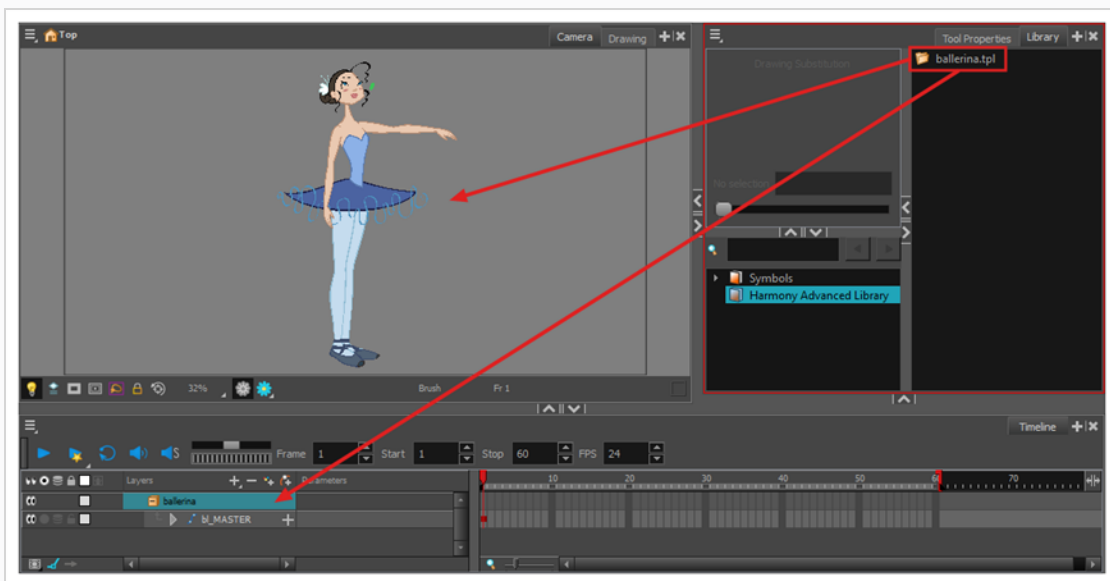 Top
Camera Drawing
Tool Properties Library
Drawing Substitution
ballerina.tpl
No selection
Symbols
Harmony Advanced Library
32% Brush Fr 1
Timeline
Frame 1 Start 1 Stop 60 FPS 24
Layers Parameters
10 20 30 40 50 60 70
ballerina
bl_MASTER